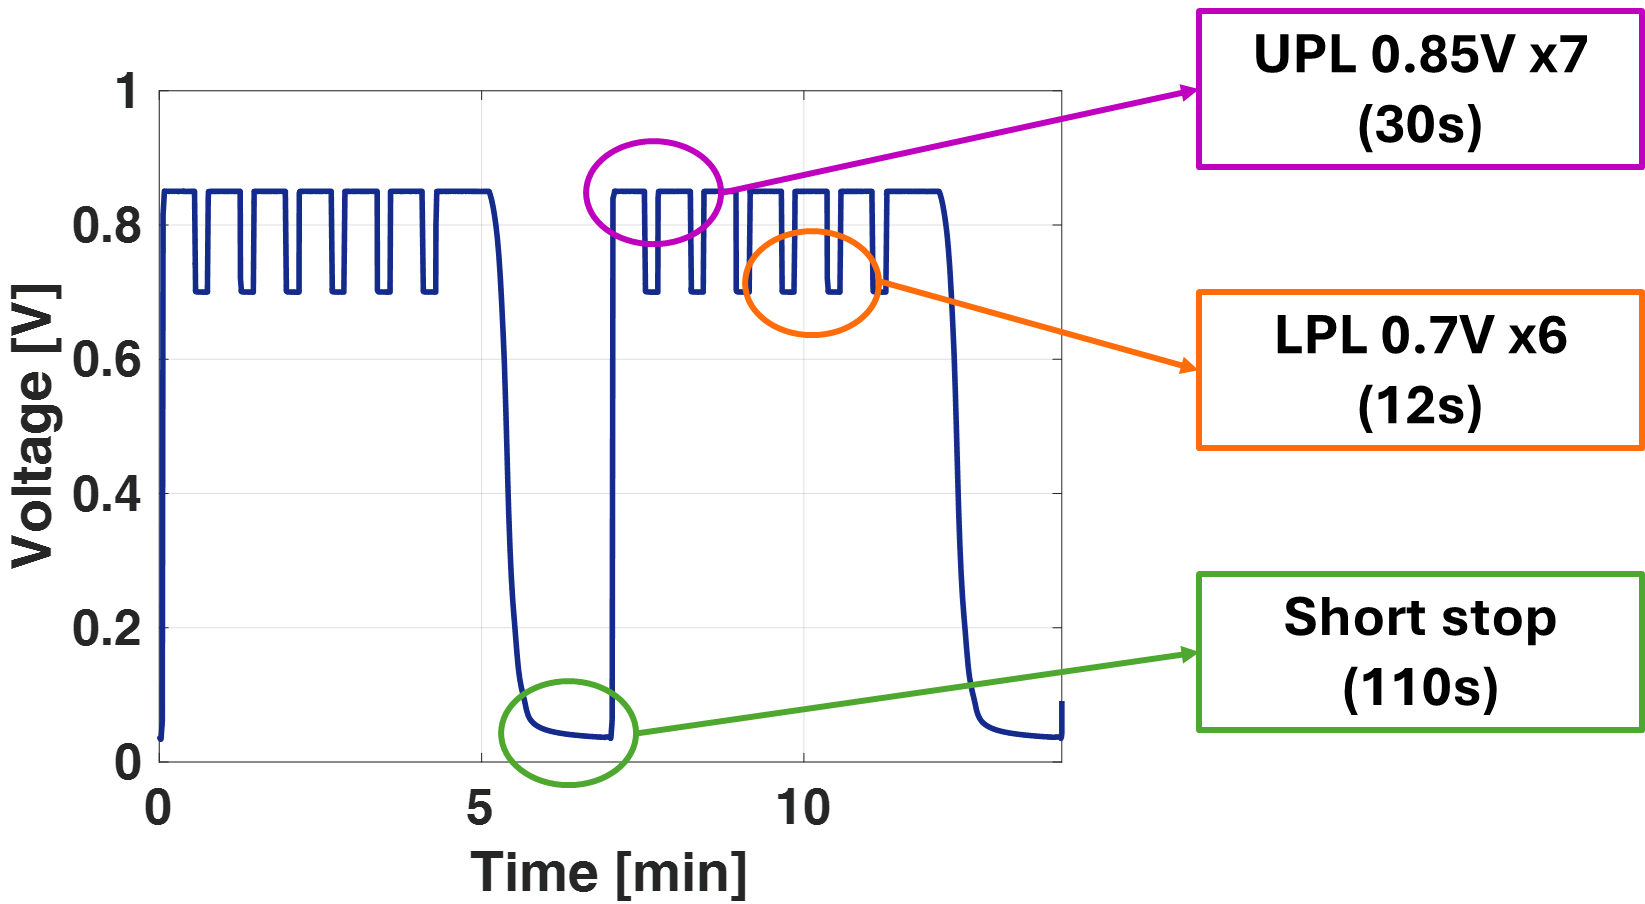 UPL 0.85V x7
(30s)
LPL 0.7V x6
(12s)
Short stop
(110s)
Voltage [V]
1
0.8
0.6
0.4
0.2
0
0 5 10
Time [min]